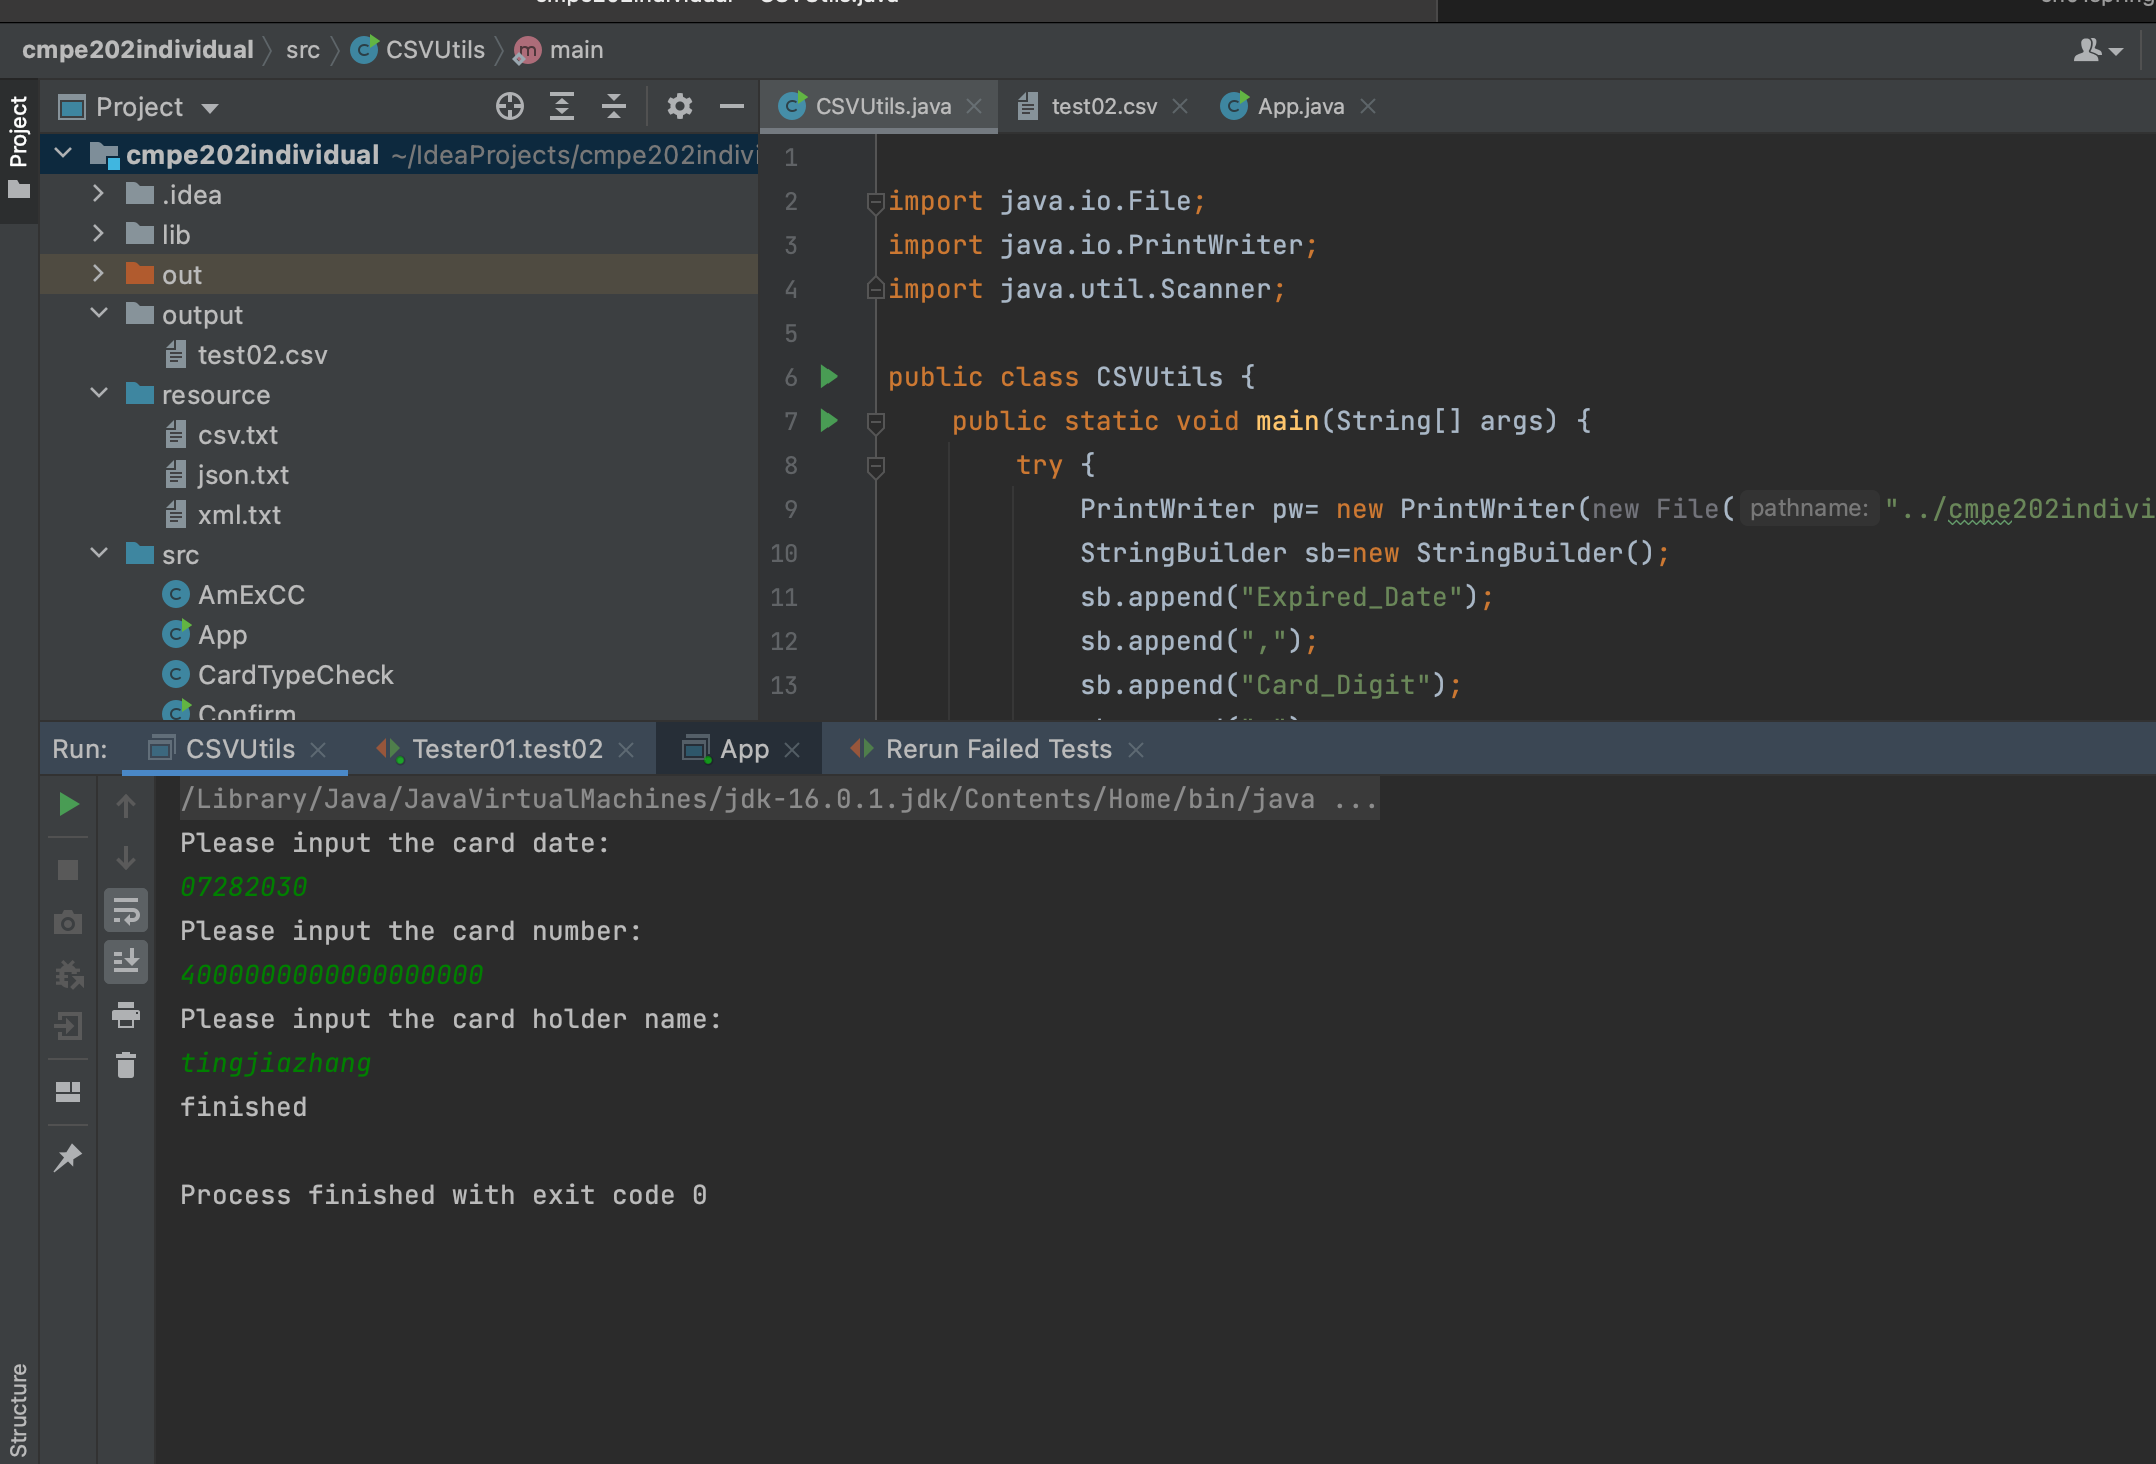 cmpe202individual src CSVUtils main
Project
Project
cmpe202individual ~/IdeaProjects/cmpe202indivi
.idea
lib
out
output
test02.csv
resource
csv.txt
json.txt
xml.txt
src
AmExCC
App
CardTypeCheck
Confirm
CSVUtils.java test02.csv App.java
1
2 import java.io.File;
3 import java.io.PrintWriter;
4 import java.util.Scanner;
5
6 public class CSVUtils {
7 public static void main(String[] args) {
8 try {
9 PrintWriter pw= new PrintWriter(new File( pathname: "../cmpe202indivi
10 StringBuilder sb=new StringBuilder();
11 sb.append("Expired_Date");
12 sb.append(",");
13 sb.append("Card_Digit");
Run: CSVUtils Tester01.test02 App Rerun Failed Tests
/Library/Java/JavaVirtualMachines/jdk-16.0.1.jdk/Contents/Home/bin/java ...
Please input the card date:
07282030
Please input the card number:
4000000000000000000
Please input the card holder name:
tingjiazhang
finished
Process finished with exit code 0
Structure